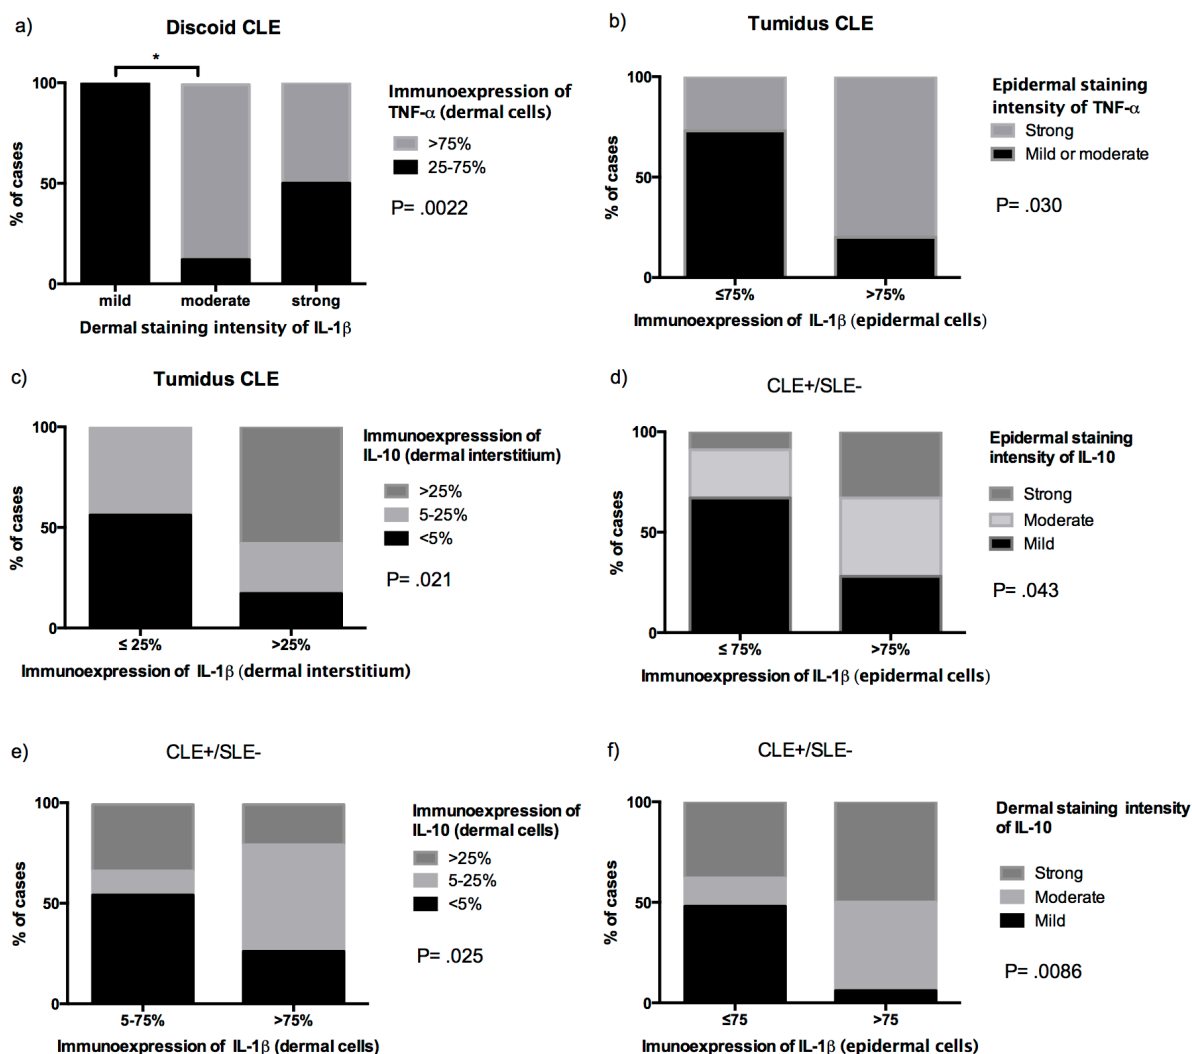 a)
Discoid CLE
*
% of cases
100
50
0
mild moderate strong
Dermal staining intensity of IL-1β
Immunoexpression of
TNF-α (dermal cells)
>75%
25-75%
P= .0022
b)
Tumidus CLE
% of cases
100
50
0
≤75% >75%
Immunoexpression of IL-1β (epidermal cells)
Epidermal staining
intensity of TNF-α
Strong
Mild or moderate
P= .030
c)
Tumidus CLE
% of cases
100
50
0
≤ 25% >25%
Immunoexpression of IL-1β (dermal interstitium)
Immunoexpresssion of
IL-10 (dermal interstitium)
>25%
5-25%
<5%
P= .021
d)
CLE+/SLE-
% of cases
100
50
0
≤ 75% >75%
Immunoexpression of IL-1β (epidermal cells)
Epidermal staining
intensity of IL-10
Strong
Moderate
Mild
P= .043
e)
CLE+/SLE-
% of cases
100
50
0
5-75% >75%
Imunoexpression of IL-1β (dermal cells)
Immunoexpression of
IL-10 (dermal cells)
>25%
5-25%
<5%
P= .025
f)
CLE+/SLE-
% of cases
100
50
0
≤75 >75
Imunoexpression of IL-1β (epidermal cells)
Dermal staining intensity
of IL-10
Strong
Moderate
Mild
P= .0086